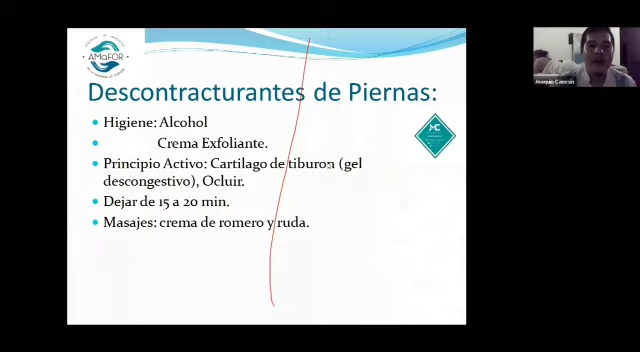 AMaFOR
Descontracturantes de Piernas:
Higiene: Alcohol
Crema Exfoliante.
Principio Activo: Cartilago de tiburon (gel
descongestivo), Ocluir.
Dejar de 15 a 20 min.
Masajes: crema de romero y ruda.